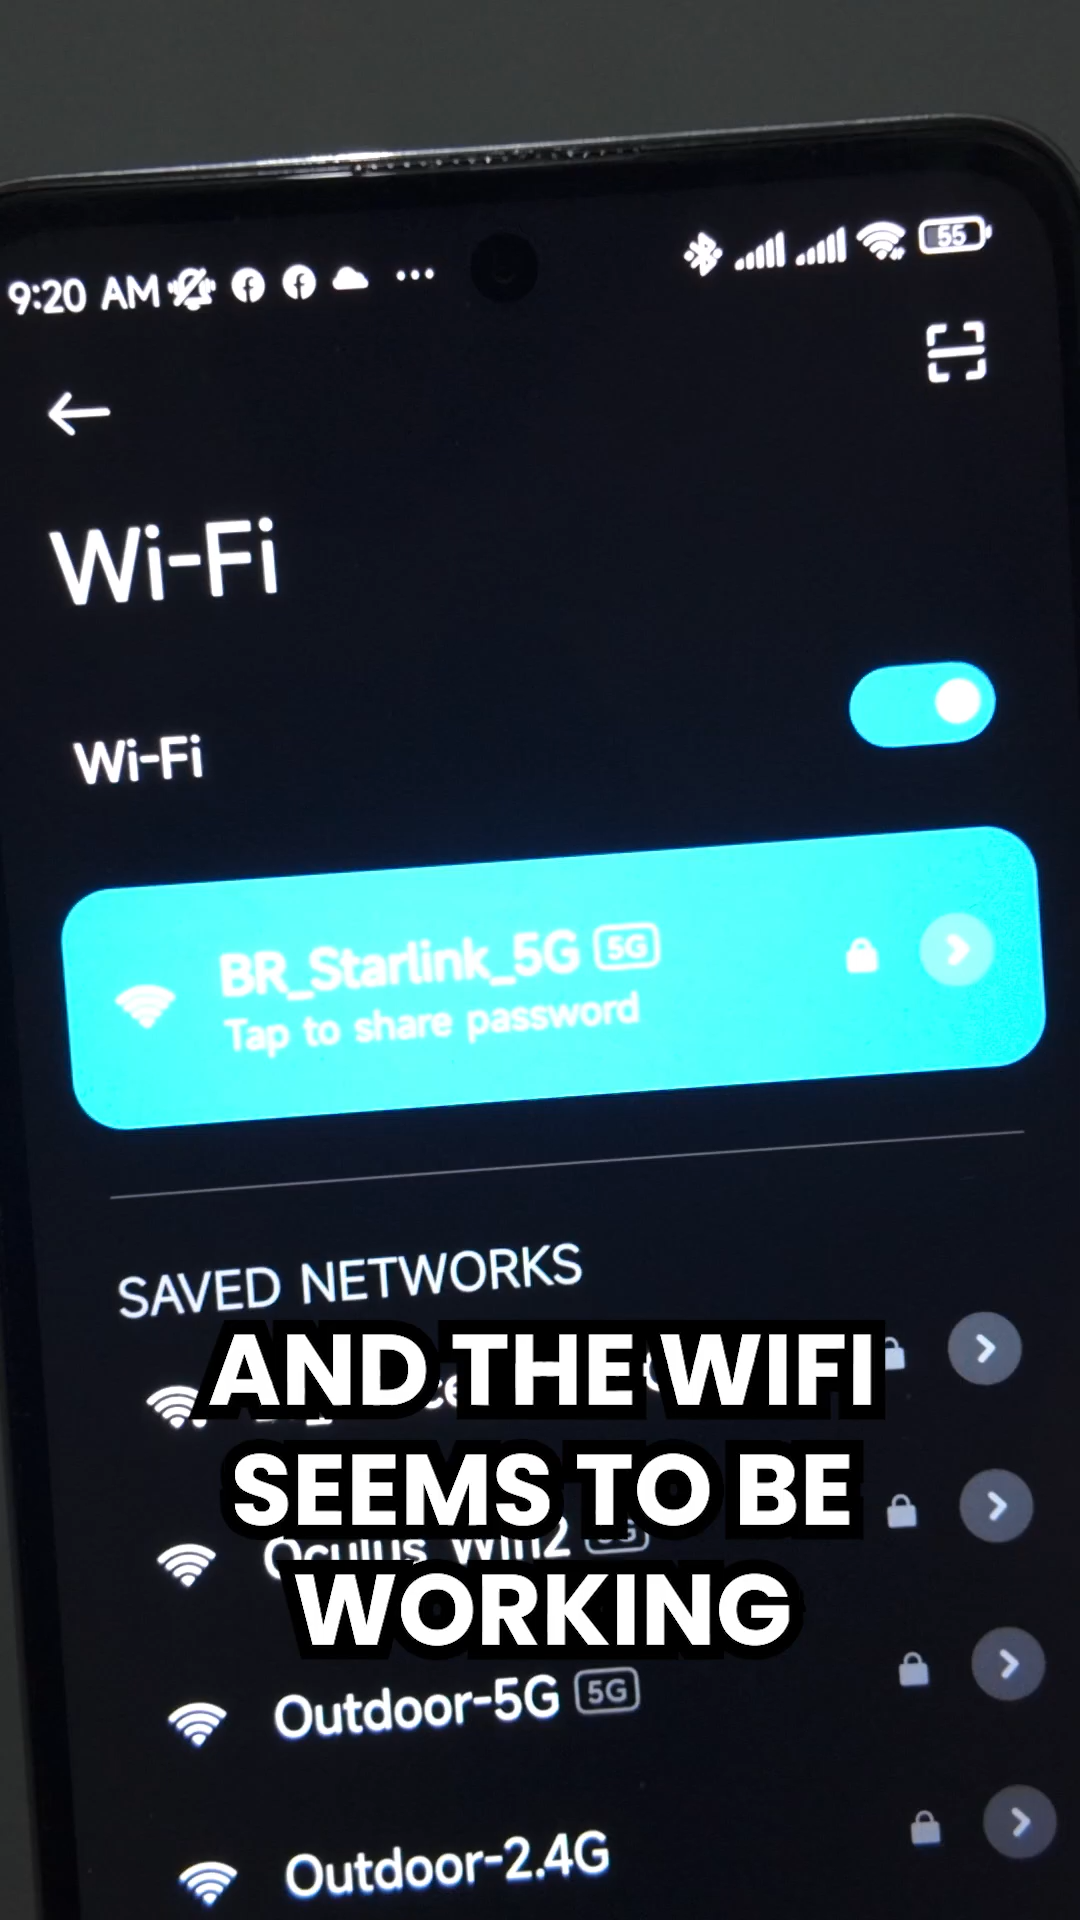 9:20 AM
55
Wi-Fi
Wi-Fi
BR_Starlink_5G 5G
Tap to share password
SAVED NETWORKS
AND THE WIFI
SEEMS TO BE
WORKING
Outdoor-5G 5G
Outdoor-2.4G